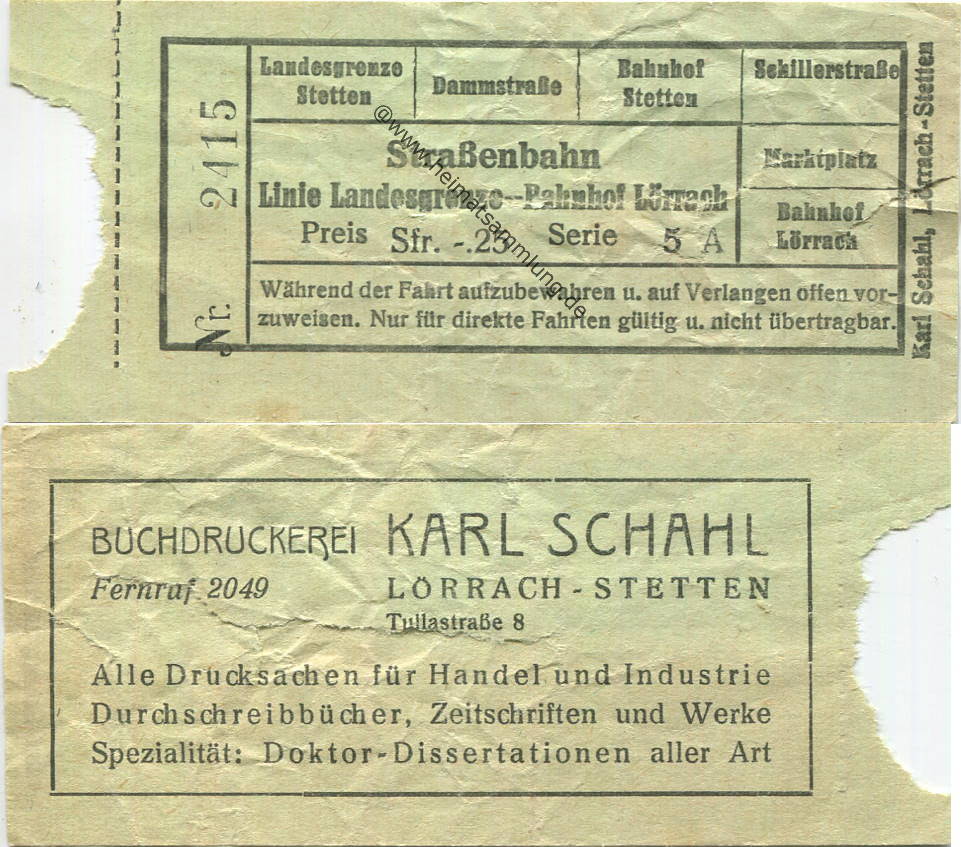 Nr. 2415
Landesgrenze
Stetten
Dammstraße
Bahnhof
Stetten
Schillerstraße
Marktplatz
Bahnhof
Lörrach
Straßenbahn
Linie Landesgrenze—Bahnhof Lörrach
Preis Sfr. -.25 Serie 5 A
Während der Fahrt aufzubewahren u. auf Verlangen offen vor-
zuweisen. Nur für direkte Fahrten gültig u. nicht übertragbar.
Karl Schahl, Lörrach-Stetten
@www.heimatsammlung.de
BUCHDRUCKEREI KARL SCHAHL
Fernruf 2049 LÖRRACH-STETTEN
Tullastraße 8
Alle Drucksachen für Handel und Industrie
Durchschreibbücher, Zeitschriften und Werke
Spezialität: Doktor-Dissertationen aller Art